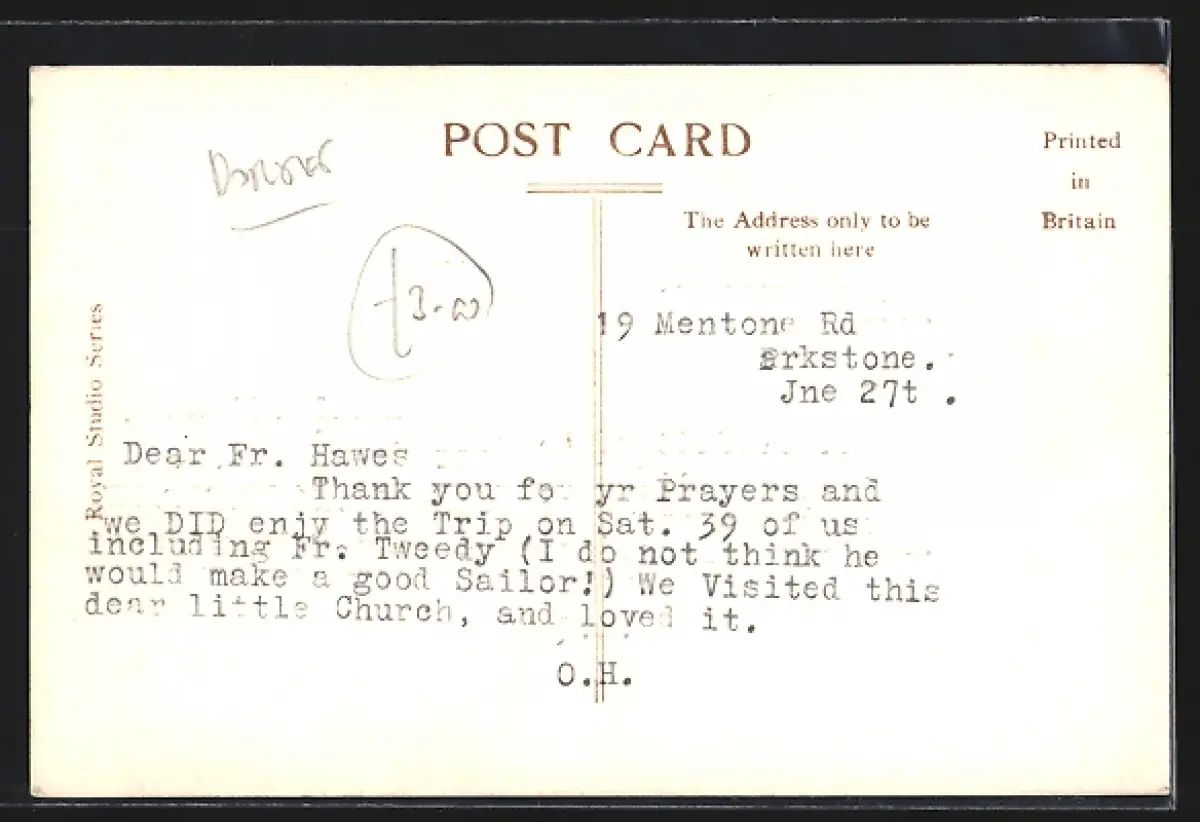 POST CARD
Printed
in
Britain
The Address only to be
written here
£3-00
Royal Studio Series
19 Mentone Rd
Prkstone.
Jne 27t .
Dear Fr. Hawes
Thank you fo yr Prayers and
we DID enjy the Trip on Sat. 39 of us
including Fr. Tweedy (I do not think he
would make a good Sailor!) We Visited this
dear little Church, and loved it.
O.H.